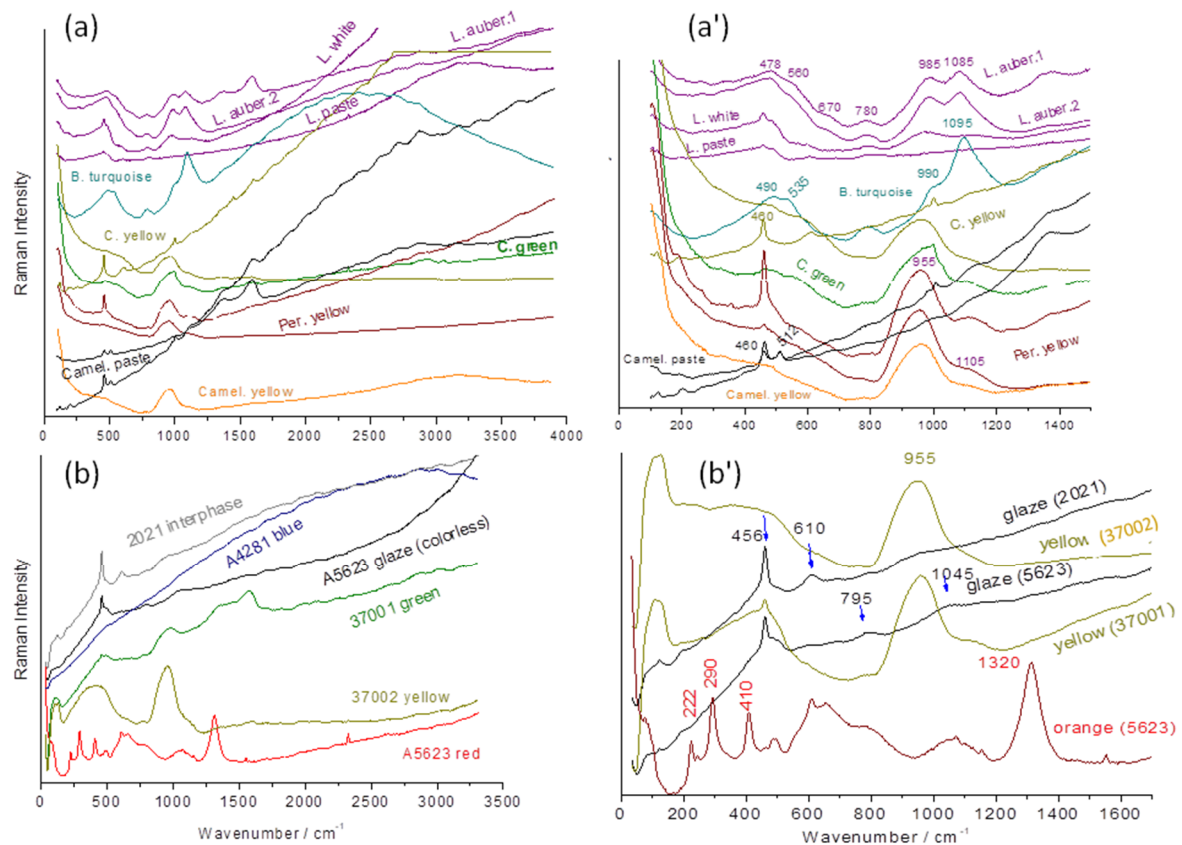 (a)
L. white
L. auber.1
L. auber.2
L. paste
B. turquoise
C. yellow
C. green
Per. yellow
Camel. paste
Camel. yellow
Raman Intensity
0 500 1000 1500 2000 2500 3000 3500 4000
(a')
478 560 670 780 985 1085
L. auber.1
L. white
L. auber.2
L. paste
1095
B. turquoise
990
490 535
C. yellow
460
C. green
955
Per. yellow
460 512
1105
Camel. paste
Camel. yellow
0 200 400 600 800 1000 1200 1400
(b)
2021 interphase
A4281 blue
A5623 glaze (colorless)
37001 green
37002 yellow
A5623 red
Raman Intensity
0 500 1000 1500 2000 2500 3000 3500
Wavenumber / cm-1
(b')
955
glaze (2021)
456 610
yellow (37002)
1045
glaze (5623)
795
yellow (37001)
222 290 410 1320
orange (5623)
0 200 400 600 800 1000 1200 1400 1600
Wavenumber / cm-1